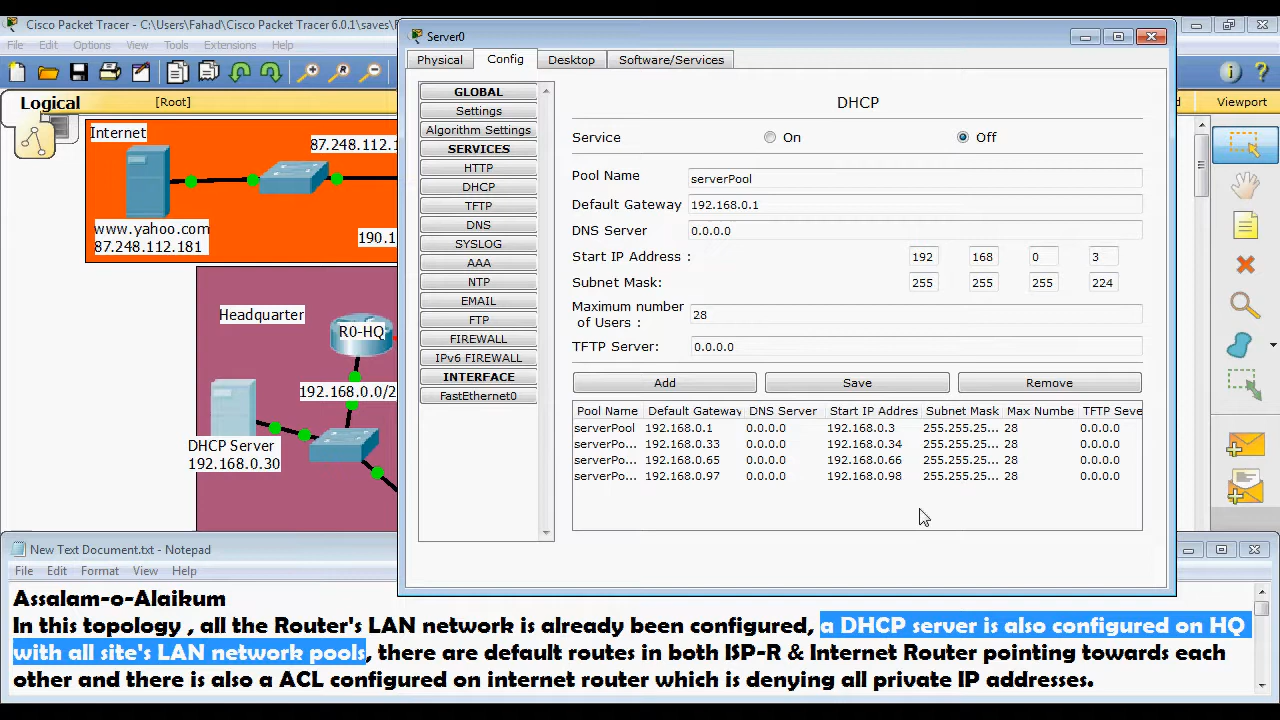 Cisco Packet Tracer - C:\Users\Fahad\Cisco Packet Tracer 6.0.1\saves\
File Edit Options View Tools Extensions Help
Logical
[Root]
Viewport
Internet
87.248.112.1
www.yahoo.com
87.248.112.181
190.1
Headquarter
R0-HQ
192.168.0.0/2
DHCP Server
192.168.0.30
Server0
Physical Config Desktop Software/Services
GLOBAL
Settings
Algorithm Settings
SERVICES
HTTP
DHCP
TFTP
DNS
SYSLOG
AAA
NTP
EMAIL
FTP
FIREWALL
IPv6 FIREWALL
INTERFACE
FastEthernet0
DHCP
Service On Off
Pool Name serverPool
Default Gateway 192.168.0.1
DNS Server 0.0.0.0
Start IP Address : 192 168 0 3
Subnet Mask: 255 255 255 224
Maximum number
of Users : 28
TFTP Server: 0.0.0.0
Add Save Remove
Pool Name Default Gateway DNS Server Start IP Addres Subnet Mask Max Numbe TFTP Seve
serverPool 192.168.0.1 0.0.0.0 192.168.0.3 255.255.25... 28 0.0.0.0
serverPo... 192.168.0.33 0.0.0.0 192.168.0.34 255.255.25... 28 0.0.0.0
serverPo... 192.168.0.65 0.0.0.0 192.168.0.66 255.255.25... 28 0.0.0.0
serverPo... 192.168.0.97 0.0.0.0 192.168.0.98 255.255.25... 28 0.0.0.0
New Text Document.txt - Notepad
File Edit Format View Help
Assalam-o-Alaikum
In this topology , all the Router's LAN network is already been configured, a DHCP server is also configured on HQ
with all site's LAN network pools, there are default routes in both ISP-R & Internet Router pointing towards each
other and there is also a ACL configured on internet router which is denying all private IP addresses.